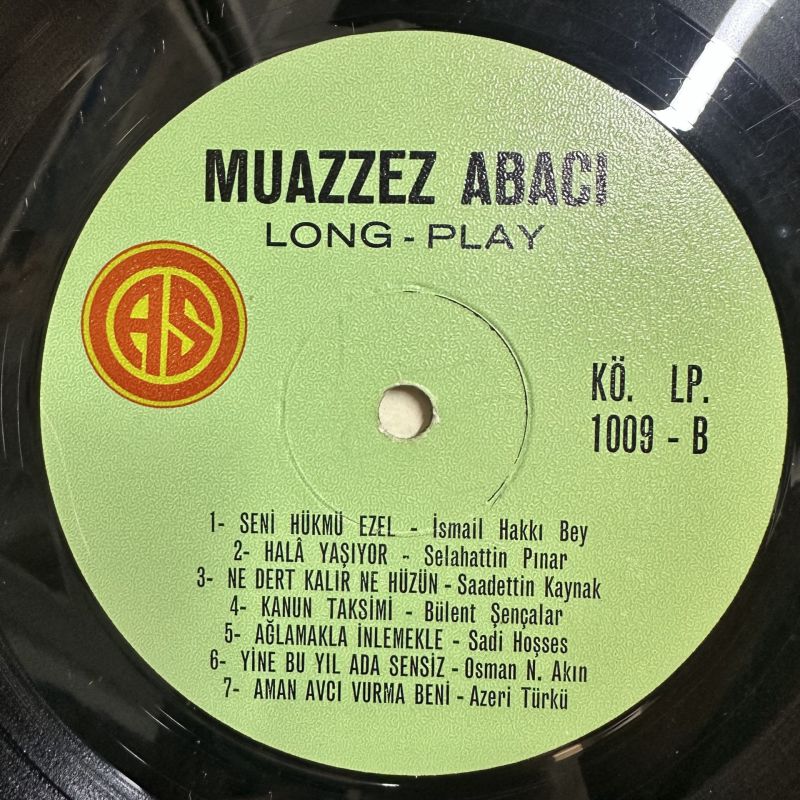 MUAZZEZ ABACI
LONG - PLAY
AS
KÖ. LP.
1009 - B
1- SENİ HÜKMÜ EZEL - İsmail Hakkı Bey
2- HALÂ YAŞIYOR - Selahattin Pınar
3- NE DERT KALIR NE HÜZÜN - Saadettin Kaynak
4- KANUN TAKSİMİ - Bülent Şençalar
5- AĞLAMAKLA İNLEMEKLE - Sadi Hoşses
6- YİNE BU YIL ADA SENSİZ - Osman N. Akın
7- AMAN AVCI VURMA BENİ - Azeri Türkü